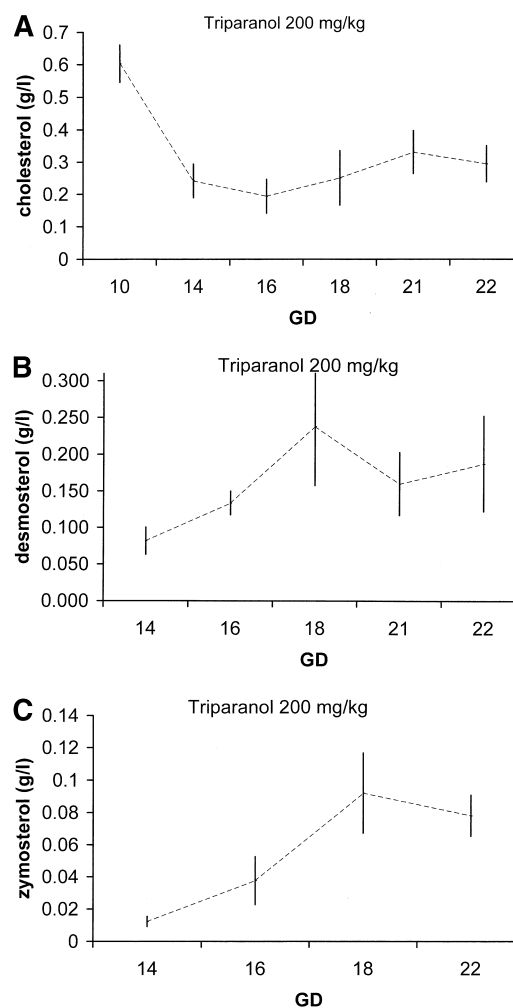 A
Triparanol 200 mg/kg
cholesterol (g/l)
0.7
0.6
0.5
0.4
0.3
0.2
0.1
0
10 14 16 18 21 22
GD
B
Triparanol 200 mg/kg
desmosterol (g/l)
0.300
0.250
0.200
0.150
0.100
0.050
0.000
14 16 18 21 22
GD
C
Triparanol 200 mg/kg
zymosterol (g/l)
0.14
0.12
0.1
0.08
0.06
0.04
0.02
0
14 16 18 22
GD